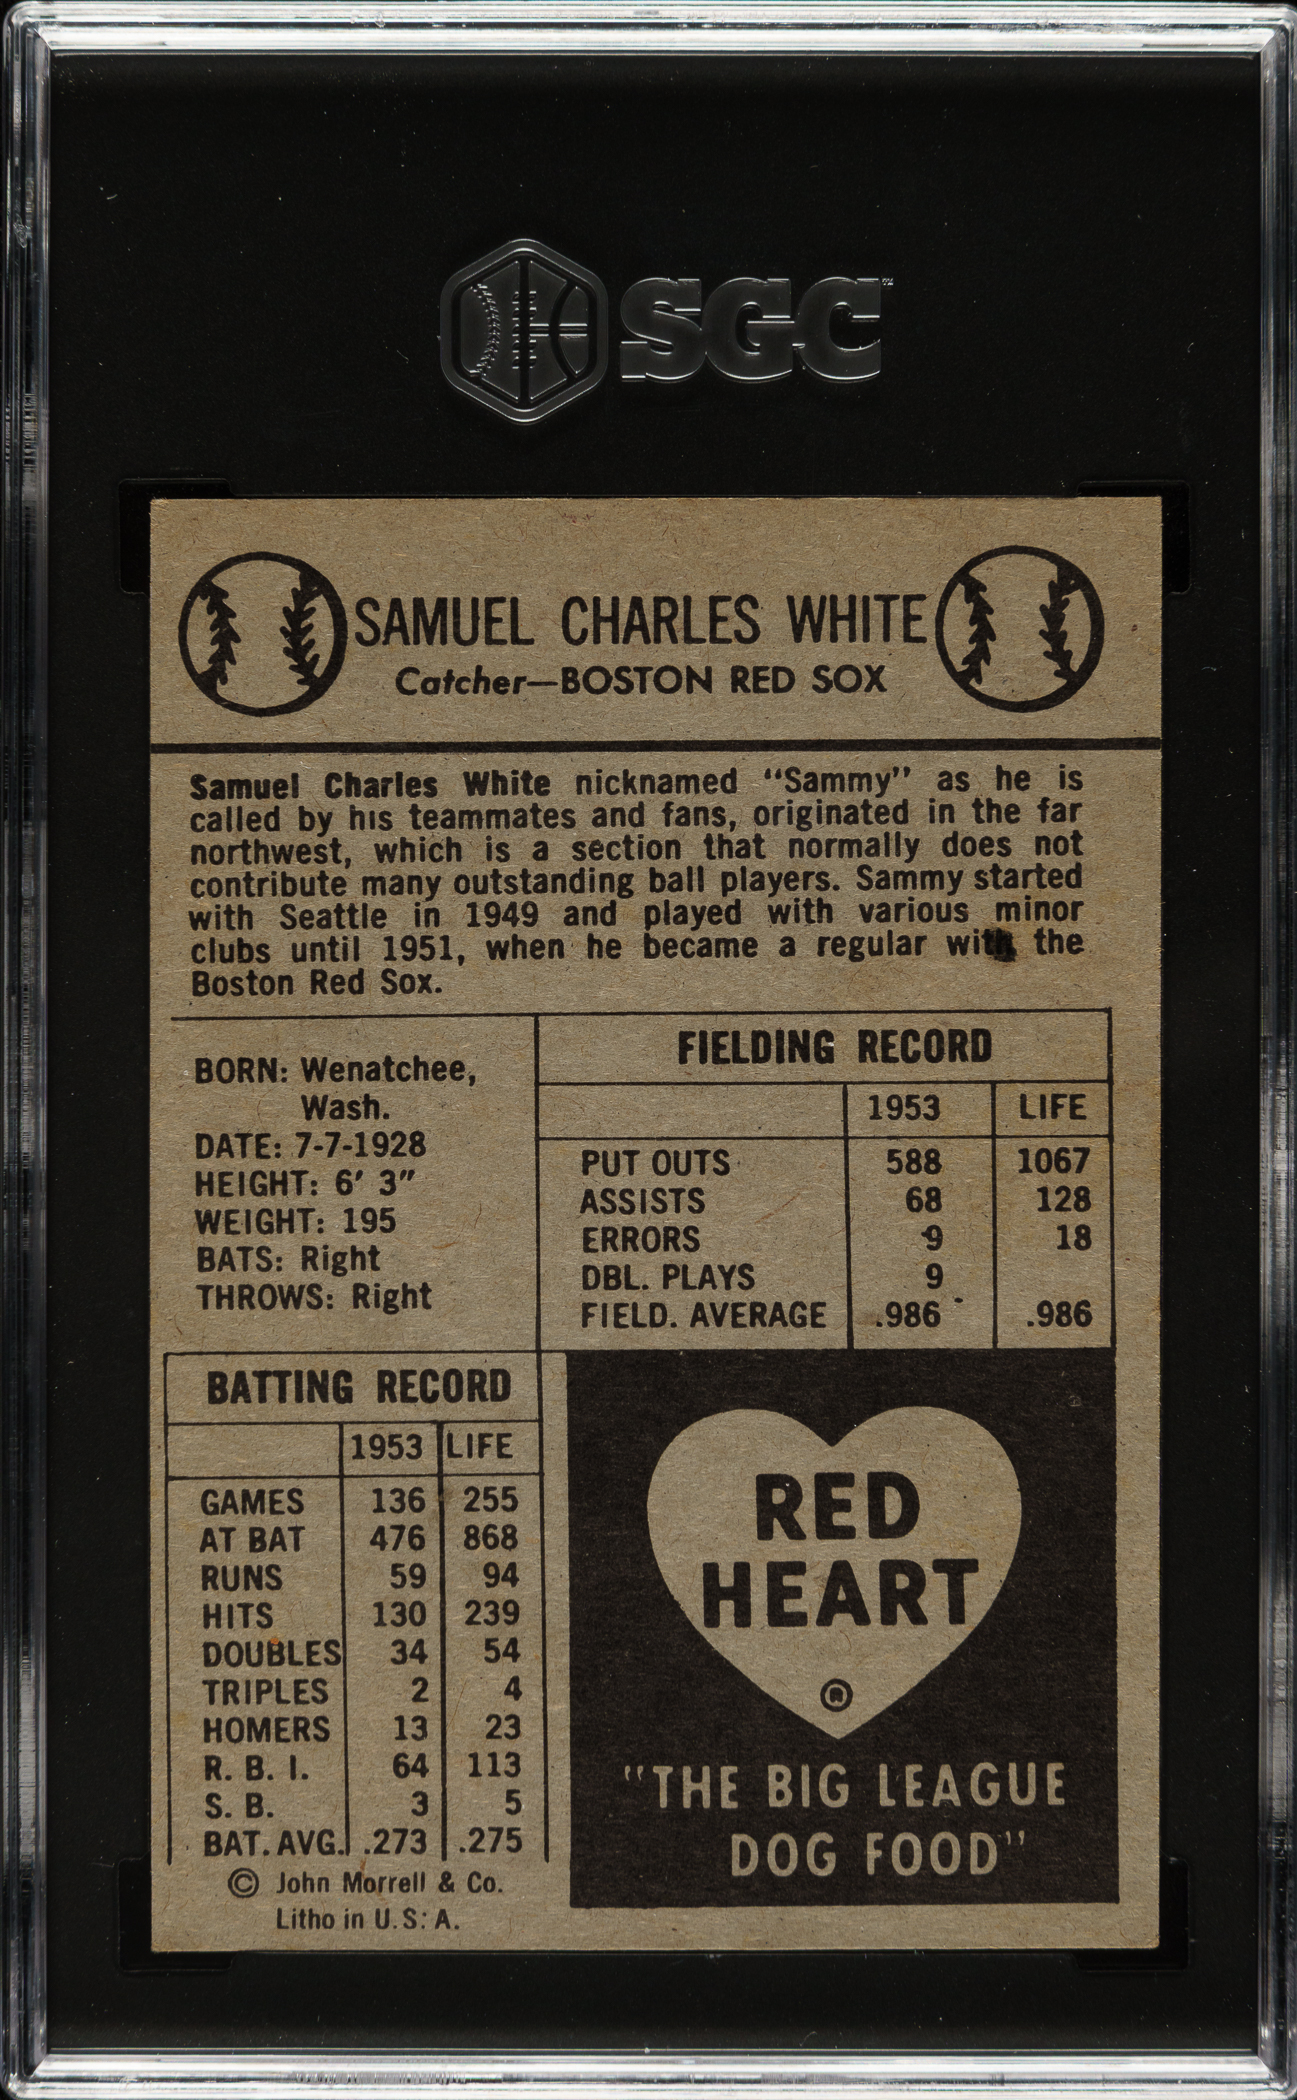 SGC
SAMUEL CHARLES WHITE
Catcher—BOSTON RED SOX
Samuel Charles White nicknamed "Sammy" as he is
called by his teammates and fans, originated in the far
northwest, which is a section that normally does not
contribute many outstanding ball players. Sammy started
with Seattle in 1949 and played with various minor
clubs until 1951, when he became a regular with the
Boston Red Sox.
BORN: Wenatchee,
Wash.
DATE: 7-7-1928
HEIGHT: 6' 3"
WEIGHT: 195
BATS: Right
THROWS: Right
FIELDING RECORD
1953 LIFE
PUT OUTS 588 1067
ASSISTS 68 128
ERRORS 9 18
DBL. PLAYS 9
FIELD. AVERAGE .986 .986
BATTING RECORD
1953 LIFE
GAMES 136 255
AT BAT 476 868
RUNS 59 94
HITS 130 239
DOUBLES 34 54
TRIPLES 2 4
HOMERS 13 23
R. B. I. 64 113
S. B. 3 5
BAT. AVG. .273 .275
© John Morrell & Co.
Litho in U.S.A.
RED
HEART
®
"THE BIG LEAGUE
DOG FOOD"